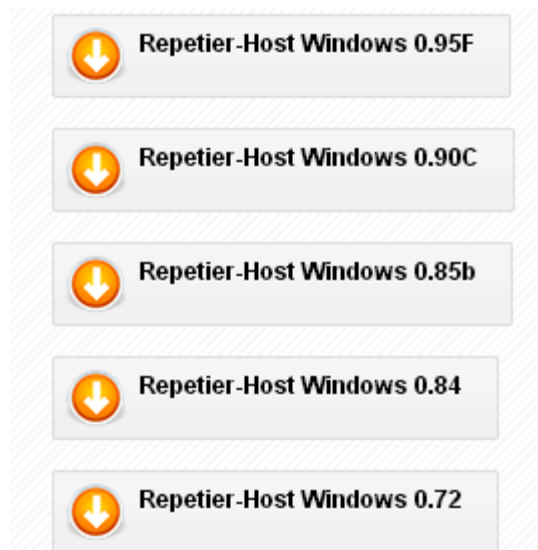 Repetier-Host Windows 0.95F
Repetier-Host Windows 0.90C
Repetier-Host Windows 0.85b
Repetier-Host Windows 0.84
Repetier-Host Windows 0.72